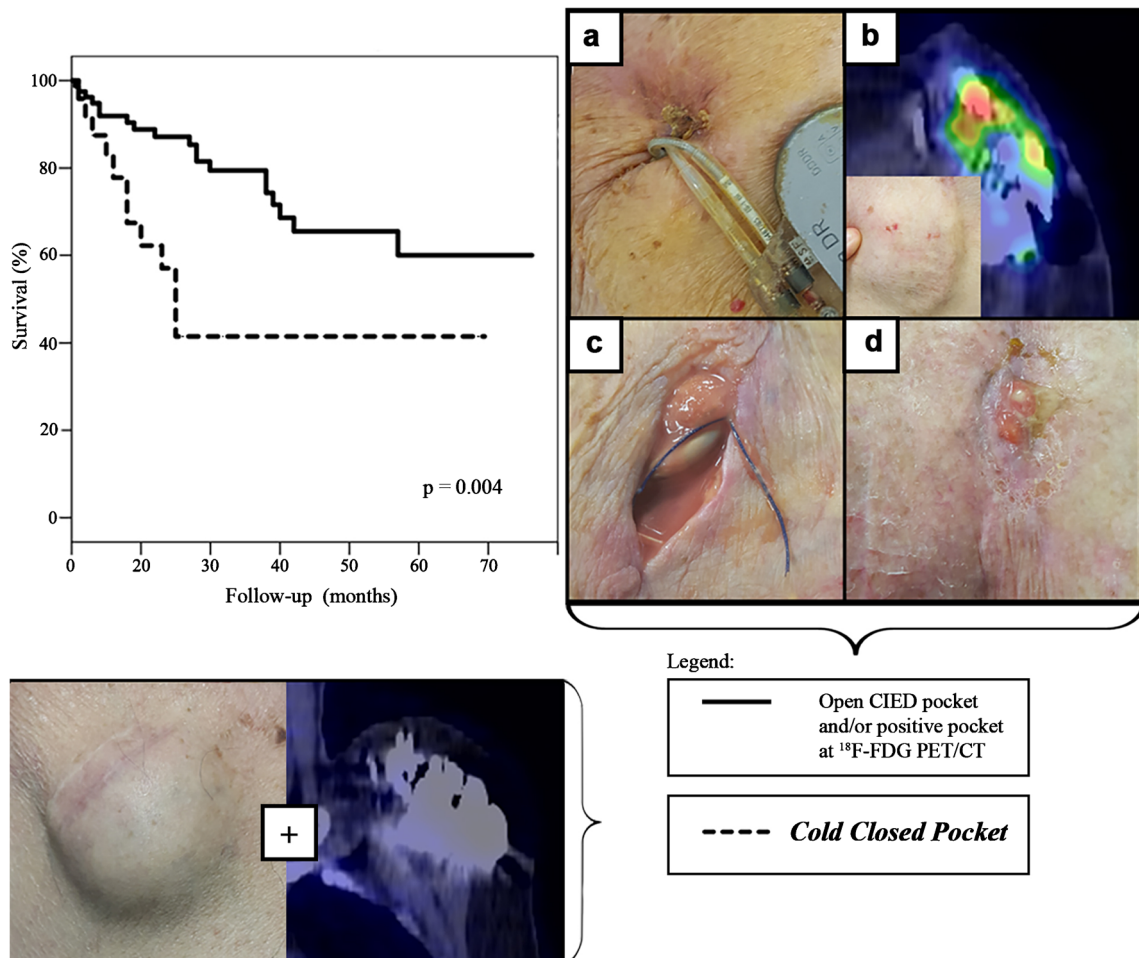 100
80
60
40
20
0
Survival (%)
p = 0.004
0 10 20 30 40 50 60 70
Follow-up (months)
a
b
c
d
+
Legend:
Open CIED pocket
and/or positive pocket
at ¹⁸F-FDG PET/CT
Cold Closed Pocket
DR